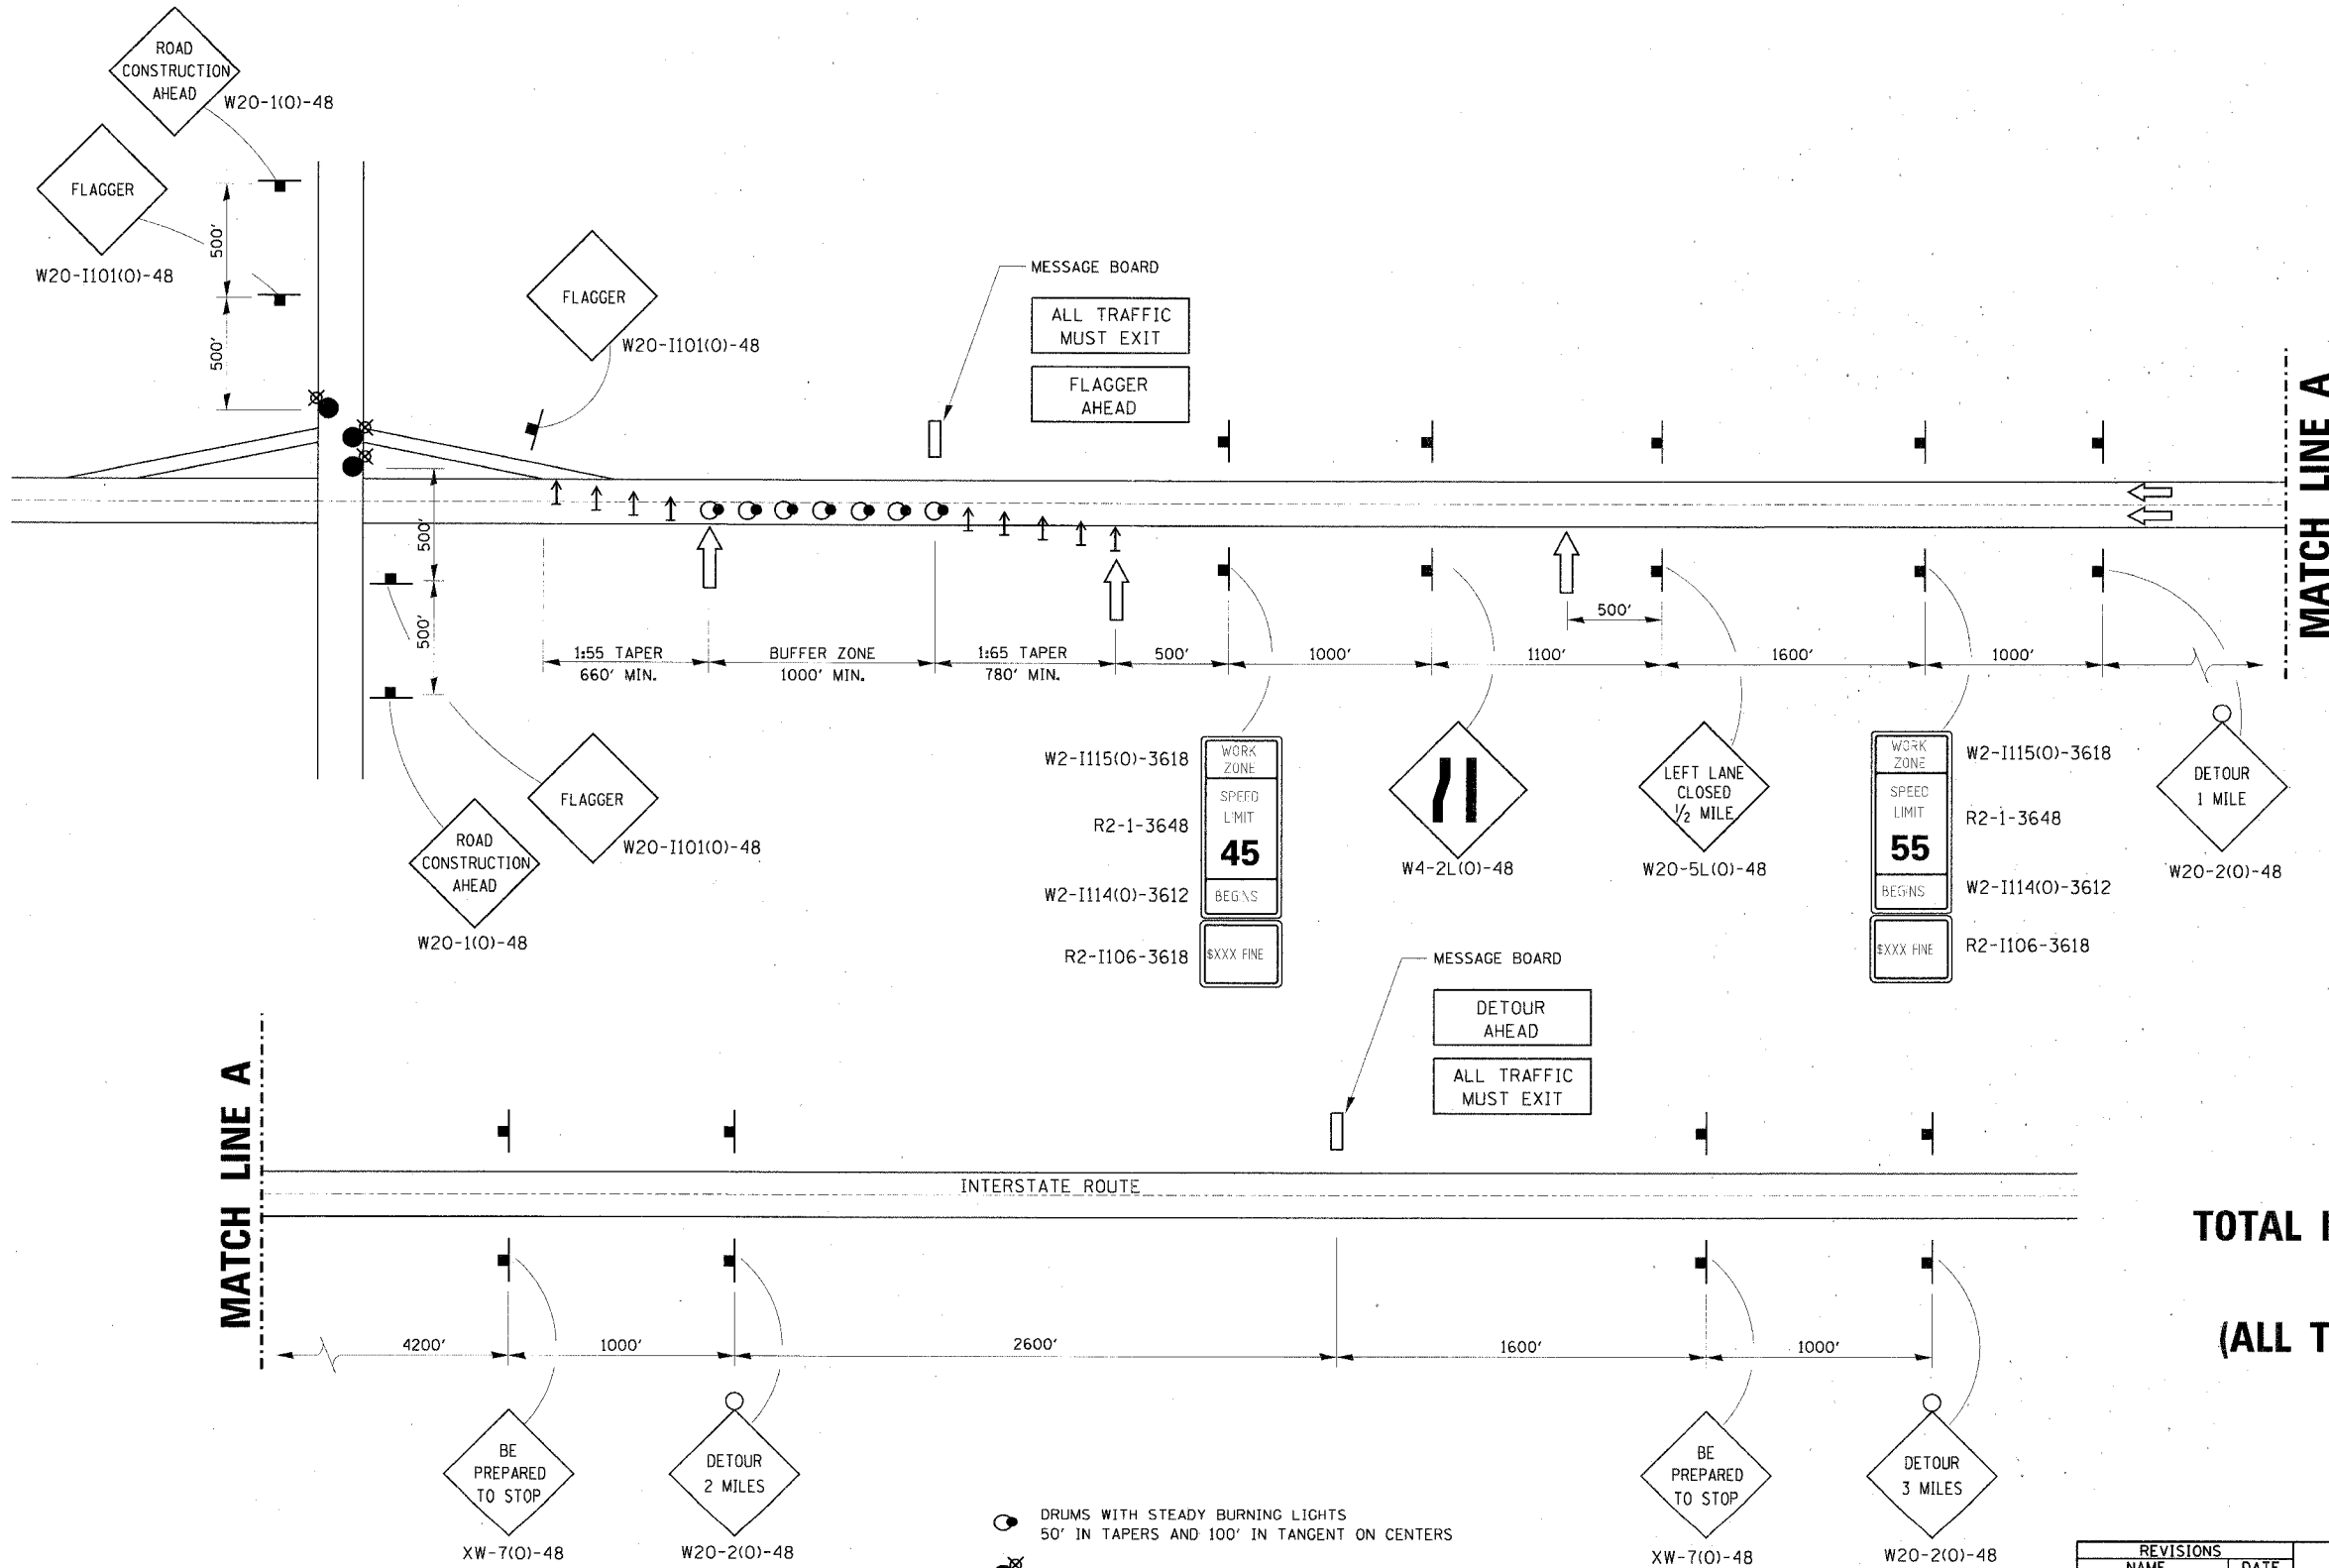 ROAD
CONSTRUCTION
AHEAD
W20-1(O)-48
FLAGGER
W20-I101(O)-48
500'
500'
FLAGGER
W20-I101(O)-48
MESSAGE BOARD
ALL TRAFFIC
MUST EXIT
FLAGGER
AHEAD
MATCH LINE A
500'
500'
1:55 TAPER
660' MIN.
BUFFER ZONE
1000' MIN.
1:65 TAPER
780' MIN.
500'
1000'
1100'
500'
1600'
1000'
FLAGGER
W20-I101(O)-48
ROAD
CONSTRUCTION
AHEAD
W20-1(O)-48
W2-I115(O)-3618
R2-1-3648
W2-I114(O)-3612
R2-I106-3618
WORK
ZONE
SPEED
LIMIT
45
BEGINS
$XXX FINE
W4-2L(O)-48
LEFT LANE
CLOSED
1/2 MILE
W20-5L(O)-48
WORK
ZONE
SPEED
LIMIT
55
BEGINS
$XXX FINE
W2-I115(O)-3618
R2-1-3648
W2-I114(O)-3612
R2-I106-3618
DETOUR
1 MILE
W20-2(O)-48
MESSAGE BOARD
DETOUR
AHEAD
ALL TRAFFIC
MUST EXIT
MATCH LINE A
INTERSTATE ROUTE
4200'
1000'
2600'
1600'
1000'
BE
PREPARED
TO STOP
XW-7(O)-48
DETOUR
2 MILES
W20-2(O)-48
BE
PREPARED
TO STOP
XW-7(O)-48
DETOUR
3 MILES
W20-2(O)-48
DRUMS WITH STEADY BURNING LIGHTS
50' IN TAPERS AND 100' IN TANGENT ON CENTERS
TOTAL
(ALL T
REVISIONS
NAME DATE